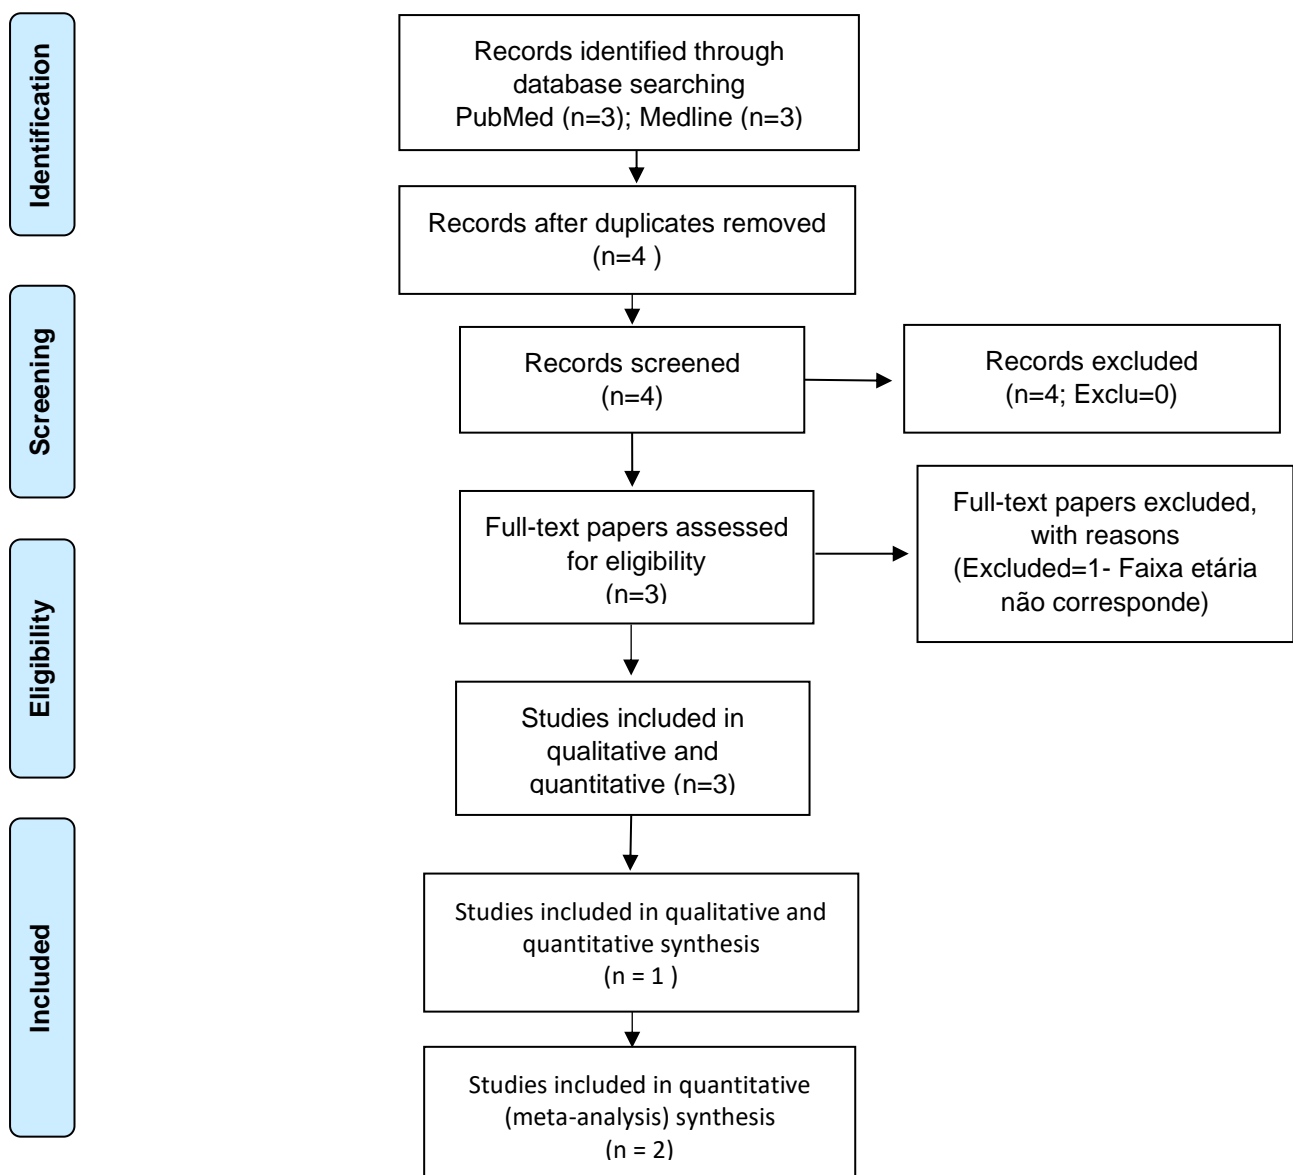 Identification
Records identified through
database searching
PubMed (n=3); Medline (n=3)
Records after duplicates removed
(n=4 )
Screening
Records screened
(n=4)
Records excluded
(n=4; Exclu=0)
Full-text papers assessed
for eligibility
(n=3)
Full-text papers excluded,
with reasons
(Excluded=1- Faixa etária
não corresponde)
Eligibility
Studies included in
qualitative and
quantitative (n=3)
Included
Studies included in qualitative and
quantitative synthesis
(n = 1 )
Studies included in quantitative
(meta-analysis) synthesis
(n = 2)